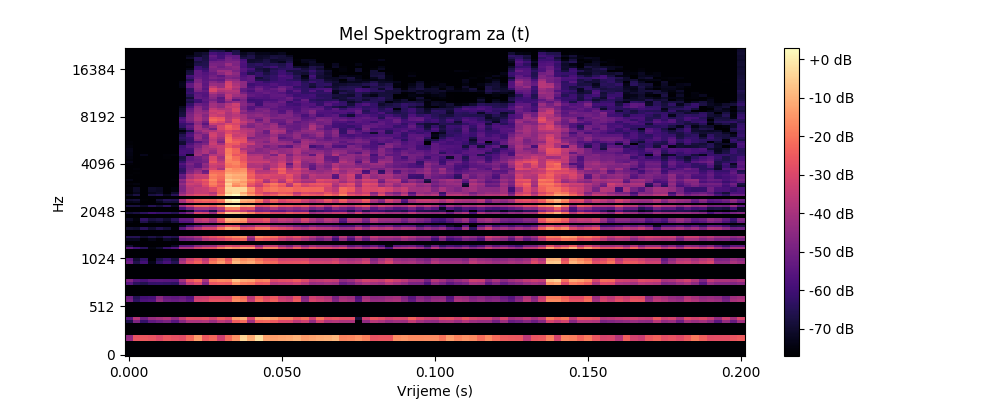 Mel Spektrogram za (t)
16384
8192
4096
2048
1024
512
0
Hz
0.000
0.050
0.100
0.150
0.200
Vrijeme (s)
+0 dB
-10 dB
-20 dB
-30 dB
-40 dB
-50 dB
-60 dB
-70 dB